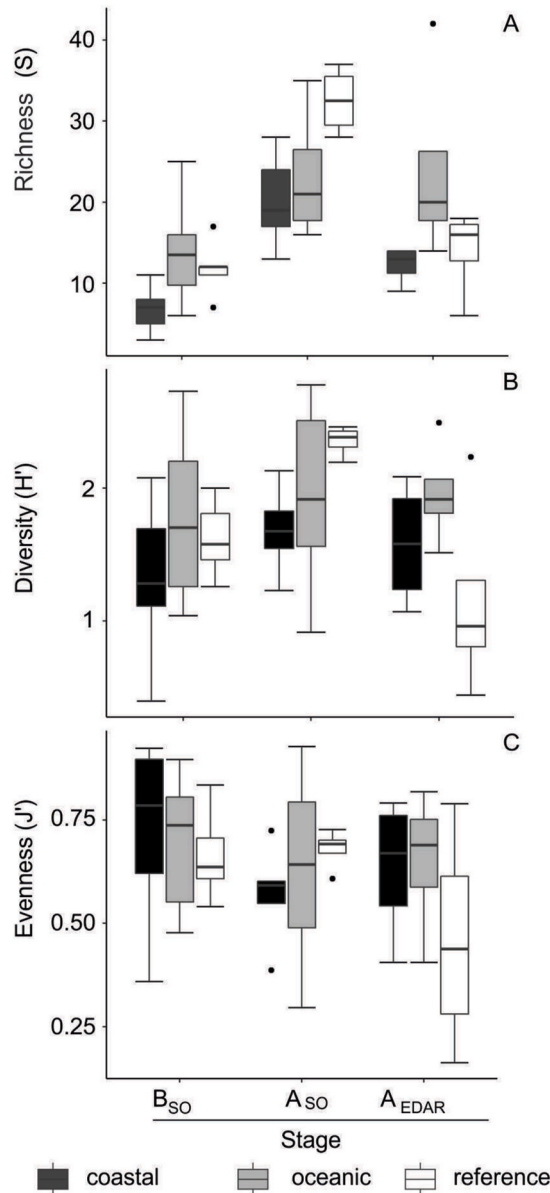 A
Richness (S)
40
30
20
10
B
Diversity (H')
2
1
C
Evenness (J')
0.75
0.50
0.25
BSO ASO AEDAR
Stage
coastal oceanic reference